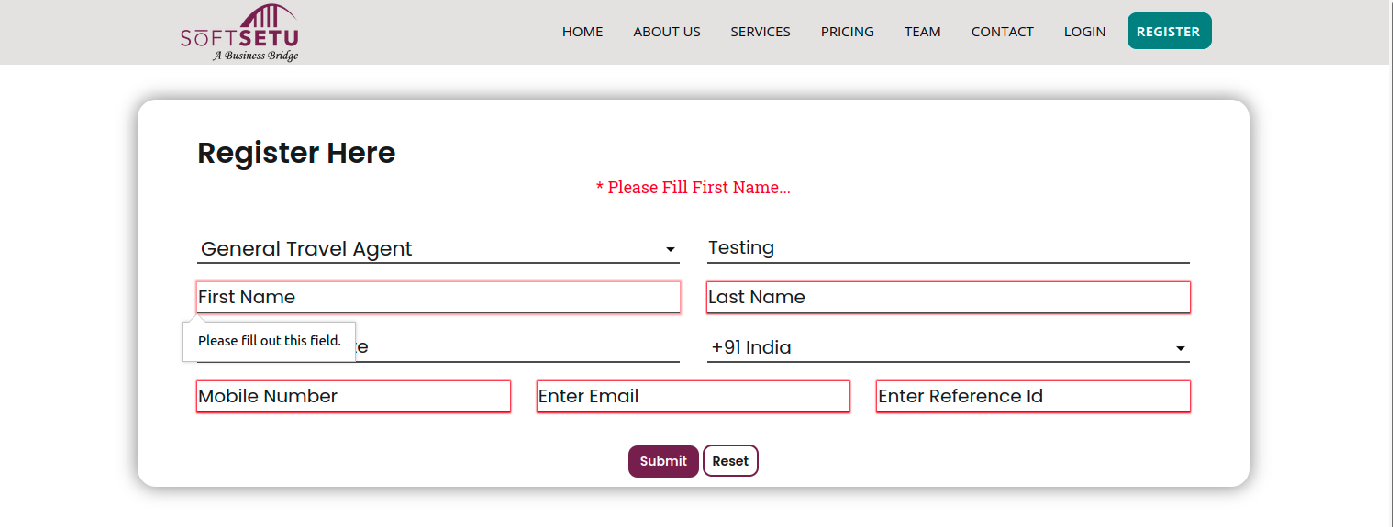 SOFTSETU
A Business Bridge
HOME ABOUT US SERVICES PRICING TEAM CONTACT LOGIN REGISTER
Register Here
* Please Fill First Name...
General Travel Agent Testing
First Name Last Name
Please fill out this field.
+91 India
Mobile Number Enter Email Enter Reference Id
Submit Reset